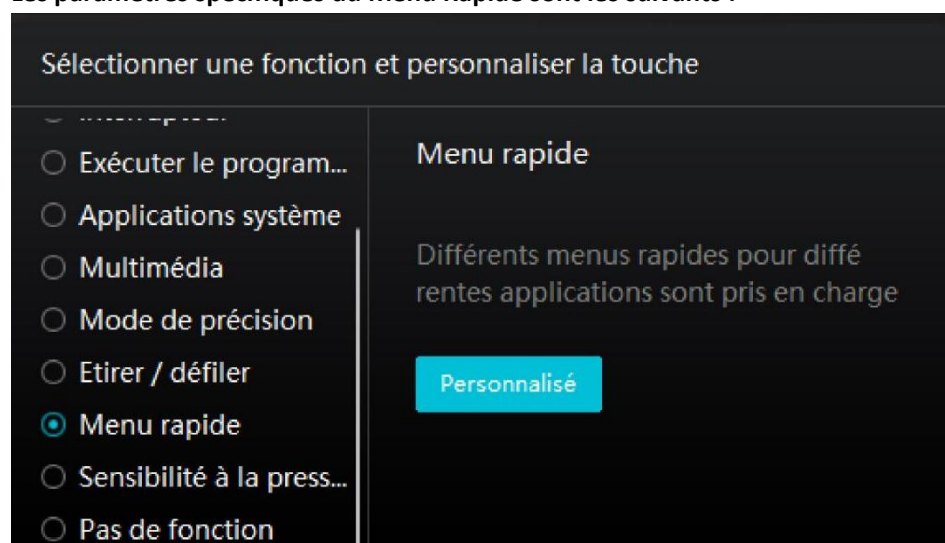 Sélectionner une fonction et personnaliser la touche
Exécuter le program...
Applications système
Multimédia
Mode de précision
Etirer / défiler
Menu rapide
Sensibilité à la press...
Pas de fonction
Menu rapide
Différents menus rapides pour diffé
rentes applications sont pris en charge
Personnalisé